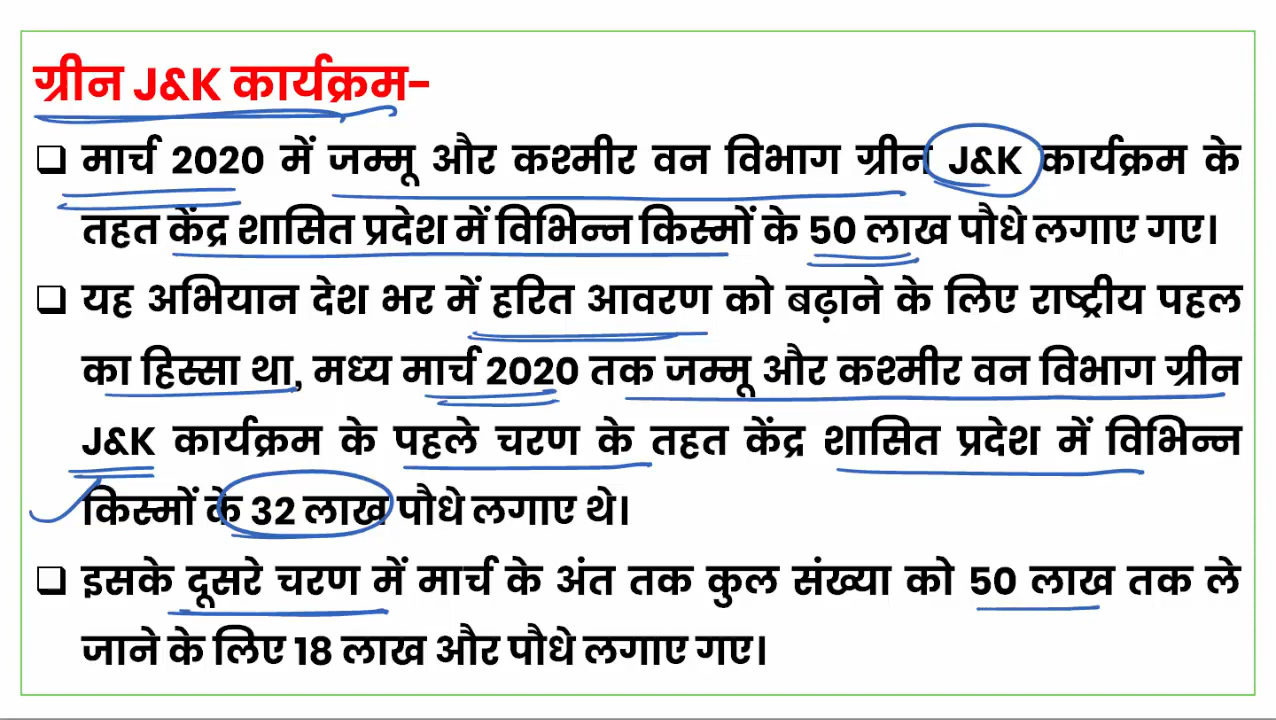 ग्रीन J&K कार्यक्रम-
❑ मार्च 2020 में जम्मू और कश्मीर वन विभाग ग्रीन J&K कार्यक्रम के
तहत केंद्र शासित प्रदेश में विभिन्न किस्मों के 50 लाख पौधे लगाए गए।
❑ यह अभियान देश भर में हरित आवरण को बढ़ाने के लिए राष्ट्रीय पहल
का हिस्सा था, मध्य मार्च 2020 तक जम्मू और कश्मीर वन विभाग ग्रीन
J&K कार्यक्रम के पहले चरण के तहत केंद्र शासित प्रदेश में विभिन्न
किस्मों के 32 लाख पौधे लगाए थे।
❑ इसके दूसरे चरण में मार्च के अंत तक कुल संख्या को 50 लाख तक ले
जाने के लिए 18 लाख और पौधे लगाए गए।